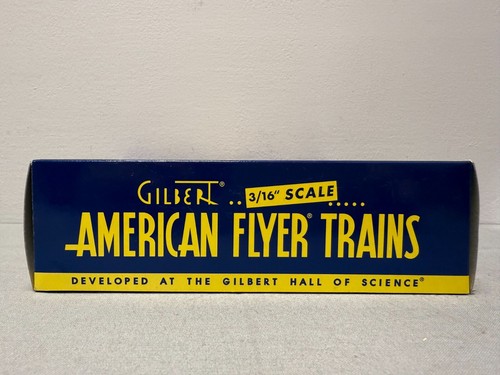 GILBERT® .. 3/16" SCALE .....
AMERICAN FLYER® TRAINS
DEVELOPED AT THE GILBERT HALL OF SCIENCE®